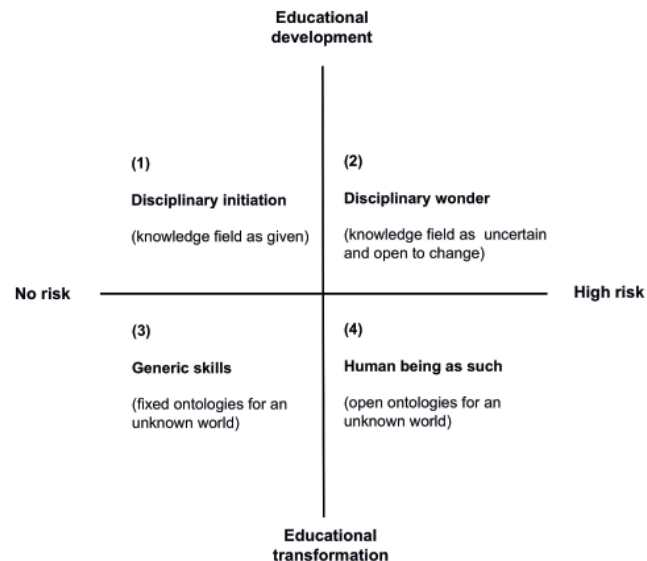 Educational
development
(1)
Disciplinary initiation
(knowledge field as given)
(2)
Disciplinary wonder
(knowledge field as uncertain
and open to change)
No risk
High risk
(3)
Generic skills
(fixed ontologies for an
unknown world)
(4)
Human being as such
(open ontologies for an
unknown world)
Educational
transformation